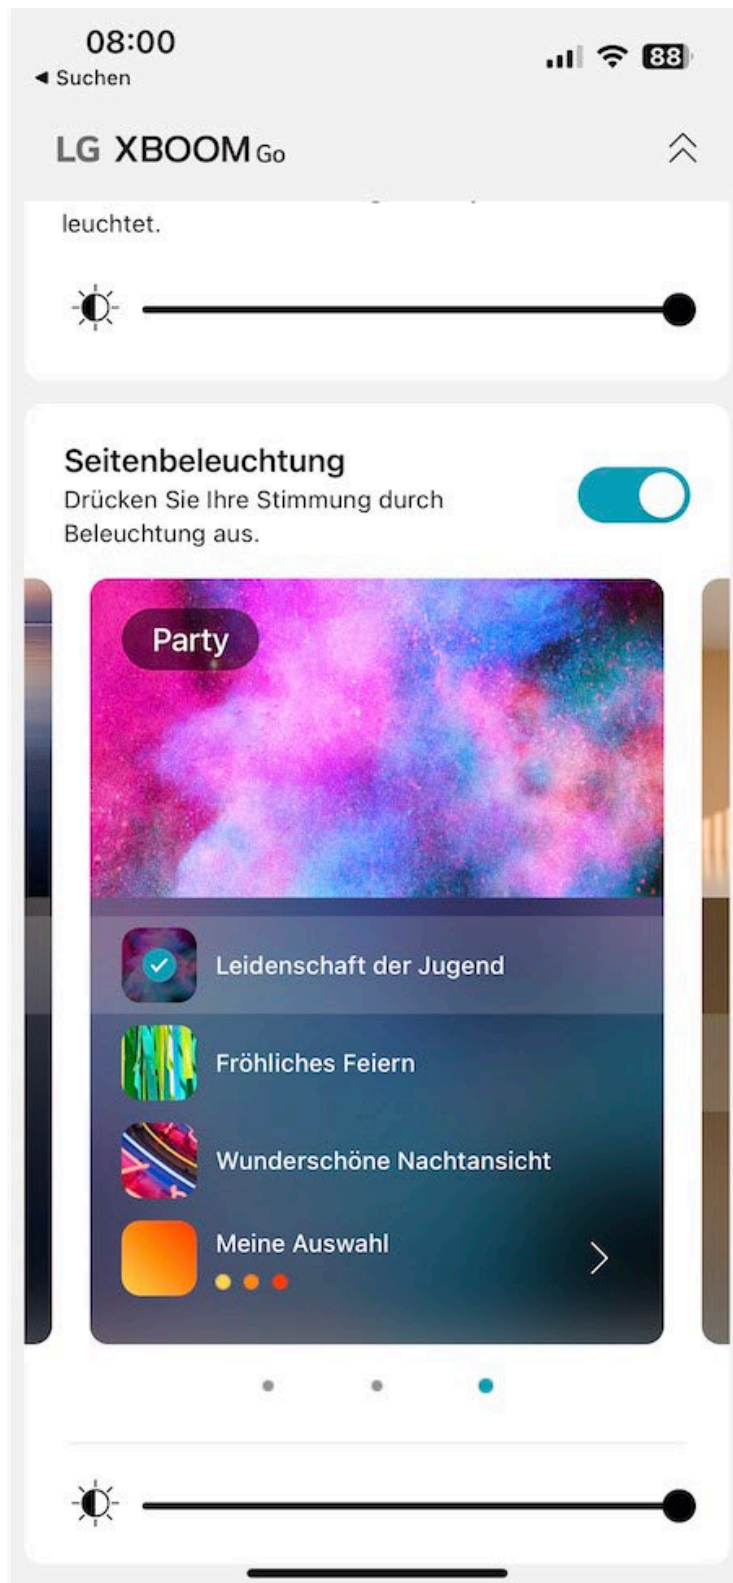 08:00
◀ Suchen
88
LG XBOOM Go
leuchtet.
Seitenbeleuchtung
Drücken Sie Ihre Stimmung durch
Beleuchtung aus.
Party
Leidenschaft der Jugend
Fröhliches Feiern
Wunderschöne Nachtansicht
Meine Auswahl